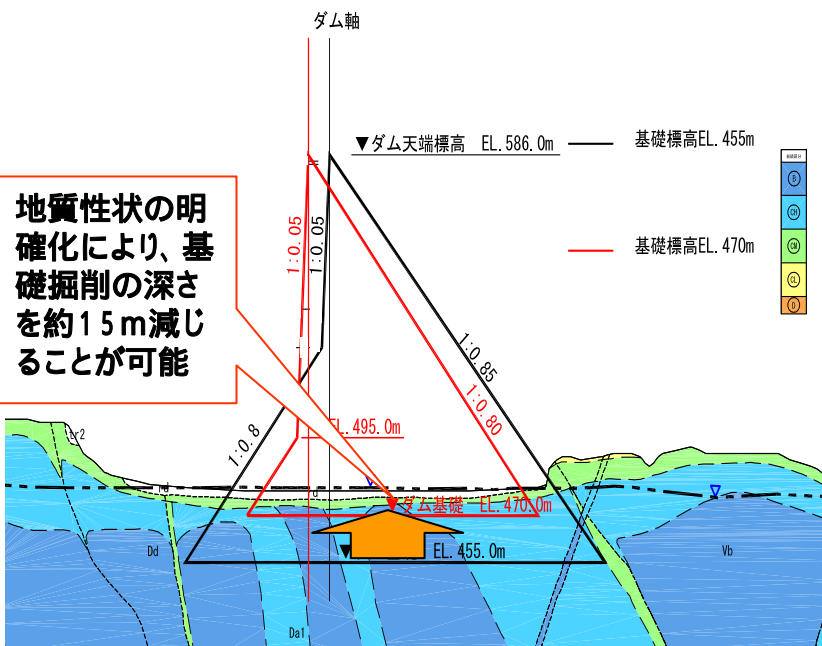 ダム軸
▼ダム天端標高 EL.586.0m
基礎標高EL.455m
基礎標高EL.470m
B
CH
CM
CL
D
地質性状の明
確化により、基
礎掘削の深さ
を約15m減じ
ることが可能
1:0.05
1:0.05
1:0.85
1:0.80
1:0.8
EL.495.0m
▼ダム基礎 EL.470.0m
▼ EL.455.0m
Dd
Da1
Vb